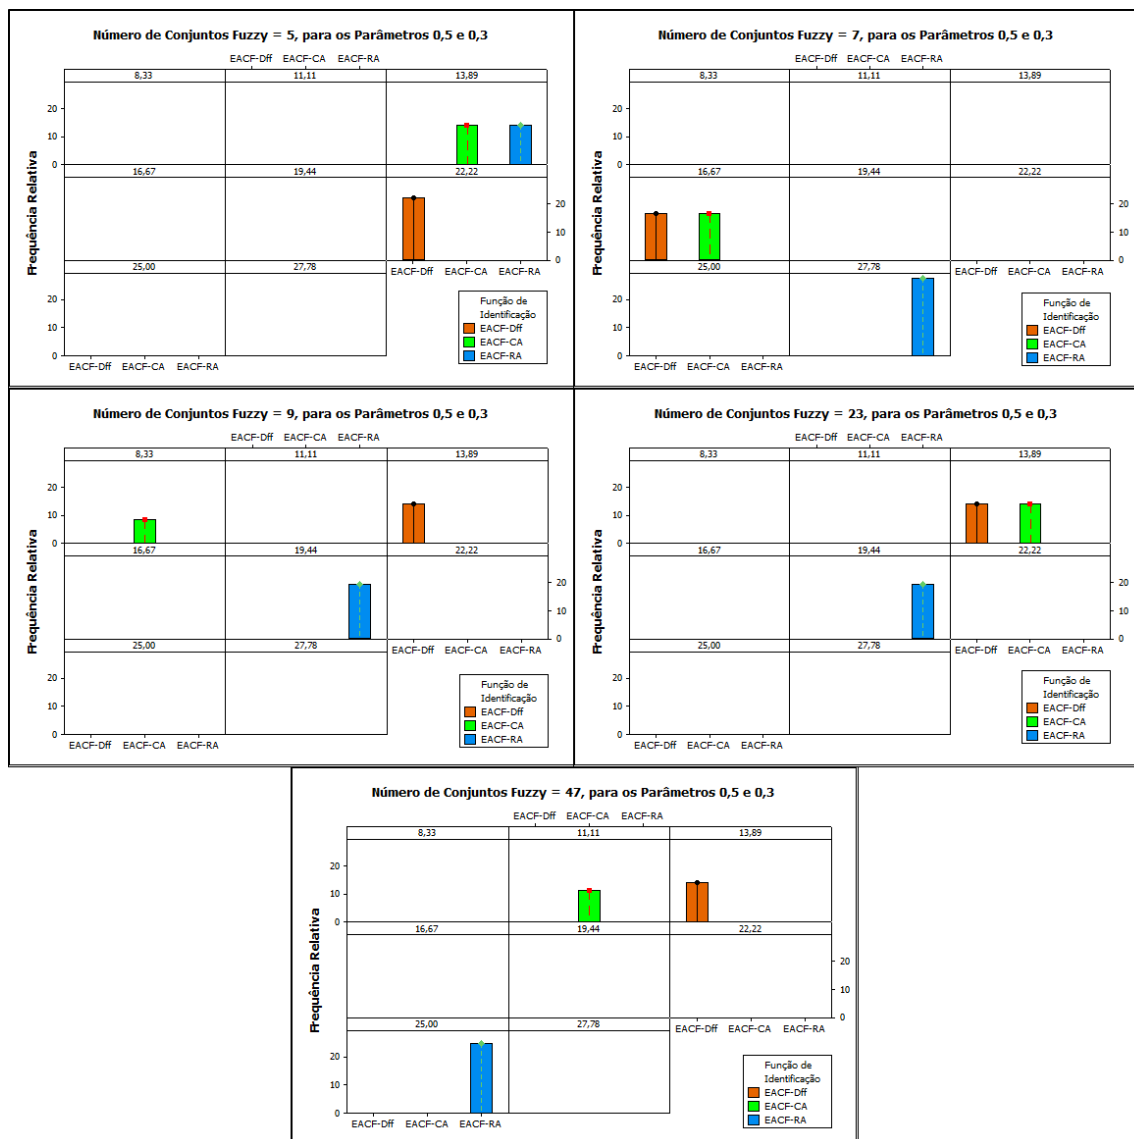 Número de Conjuntos Fuzzy = 5, para os Parâmetros 0,5 e 0,3
EACF-Dff EACF-CA EACF-RA
8,33 11,11 13,89
20
10
0
16,67 19,44 22,22
20
10
0
25,00 27,78
EACF-Dff EACF-CA EACF-RA
20
10
0
EACF-Dff EACF-CA EACF-RA
Frequência Relativa
Função de
Identificação
EACF-Dff
EACF-CA
EACF-RA
Número de Conjuntos Fuzzy = 7, para os Parâmetros 0,5 e 0,3
EACF-Dff EACF-CA EACF-RA
8,33 11,11 13,89
20
10
0
16,67 19,44 22,22
20
10
0
25,00 27,78
EACF-Dff EACF-CA EACF-RA
20
10
0
EACF-Dff EACF-CA EACF-RA
Frequência Relativa
Função de
Identificação
EACF-Dff
EACF-CA
EACF-RA
Número de Conjuntos Fuzzy = 9, para os Parâmetros 0,5 e 0,3
EACF-Dff EACF-CA EACF-RA
8,33 11,11 13,89
20
10
0
16,67 19,44 22,22
20
10
0
25,00 27,78
EACF-Dff EACF-CA EACF-RA
20
10
0
EACF-Dff EACF-CA EACF-RA
Frequência Relativa
Função de
Identificação
EACF-Dff
EACF-CA
EACF-RA
Número de Conjuntos Fuzzy = 23, para os Parâmetros 0,5 e 0,3
EACF-Dff EACF-CA EACF-RA
8,33 11,11 13,89
20
10
0
16,67 19,44 22,22
20
10
0
25,00 27,78
EACF-Dff EACF-CA EACF-RA
20
10
0
EACF-Dff EACF-CA EACF-RA
Frequência Relativa
Função de
Identificação
EACF-Dff
EACF-CA
EACF-RA
Número de Conjuntos Fuzzy = 47, para os Parâmetros 0,5 e 0,3
EACF-Dff EACF-CA EACF-RA
8,33 11,11 13,89
20
10
0
16,67 19,44 22,22
20
10
0
25,00 27,78
EACF-Dff EACF-CA EACF-RA
20
10
0
EACF-Dff EACF-CA EACF-RA
Frequência Relativa
Função de
Identificação
EACF-Dff
EACF-CA
EACF-RA